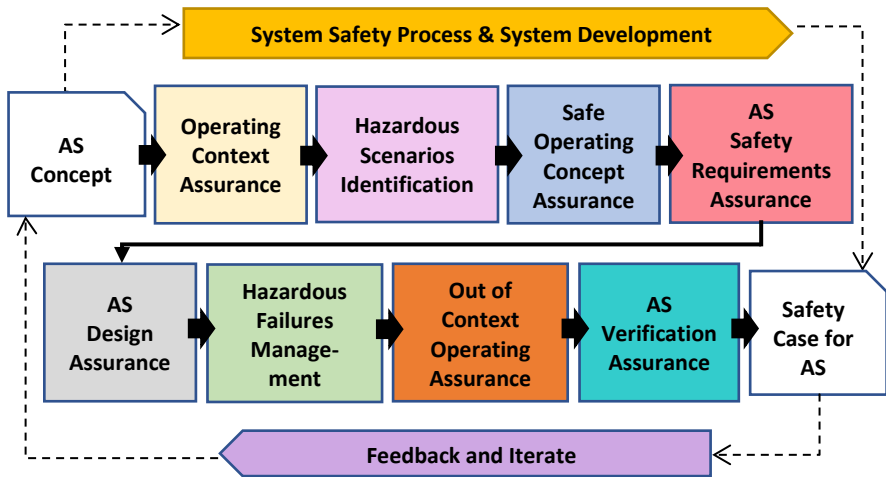 System Safety Process & System Development
AS
Concept
Operating
Context
Assurance
Hazardous
Scenarios
Identification
Safe
Operating
Concept
Assurance
AS
Safety
Requirements
Assurance
AS
Design
Assurance
Hazardous
Failures
Manage-
ment
Out of
Context
Operating
Assurance
AS
Verification
Assurance
Safety
Case for
AS
Feedback and Iterate